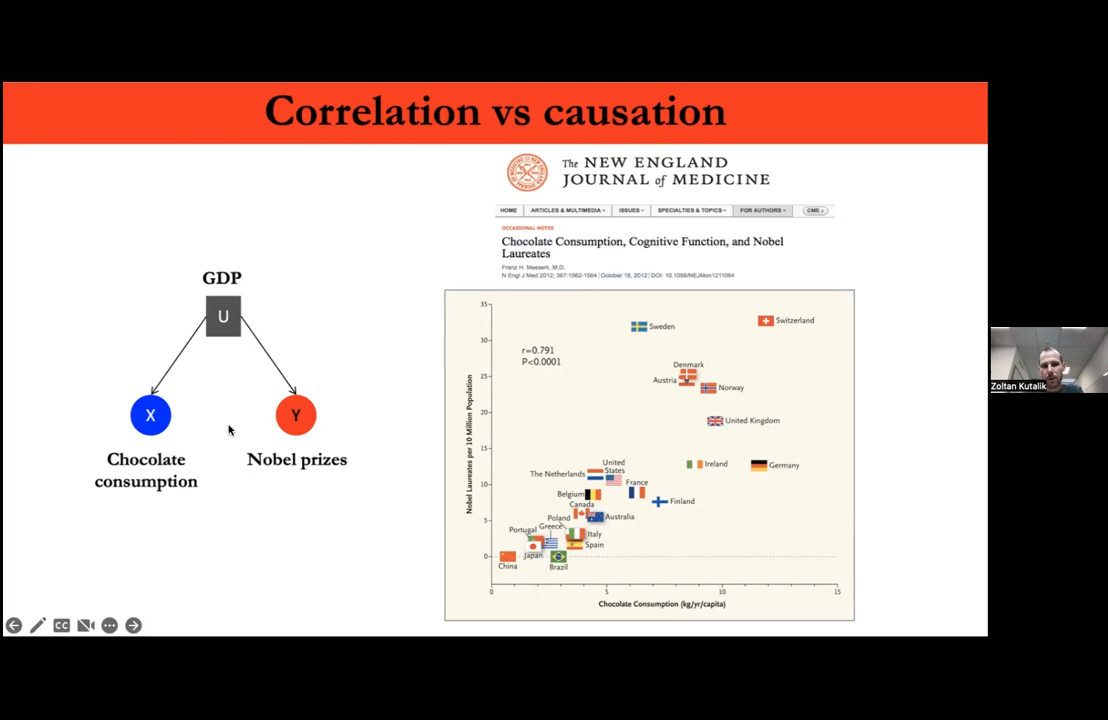 Correlation vs causation
The NEW ENGLAND
JOURNAL of MEDICINE
HOME ARTICLES & MULTIMEDIA ISSUES SPECIALTIES & TOPICS FOR AUTHORS CME
OCCASIONAL NOTES
Chocolate Consumption, Cognitive Function, and Nobel
Laureates
Franz H. Messerli, M.D.
N Engl J Med 2012; 367:1562-1564 | October 18, 2012 | DOI: 10.1056/NEJMon1211064
GDP
U
X
Y
Chocolate
consumption
Nobel prizes
Nobel Laureates per 10 Million Population
35
30
25
20
15
10
5
0
r=0.791
P<0.0001
Sweden
Switzerland
Denmark
Austria
Norway
United Kingdom
Ireland
Germany
United
States
The Netherlands
France
Belgium
Finland
Canada
Australia
Poland
Portugal
Greece
Italy
Spain
Japan
China
Brazil
0
5
10
15
Chocolate Consumption (kg/yr/capita)
CC
Zoltan Kutalik